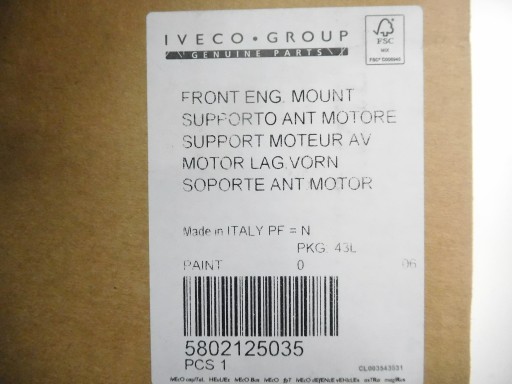 IVECO•GROUP
GENUINE PARTS
FSC
MIX
FRONT ENG. MOUNT
SUPPORTO ANT MOTORE
SUPPORT MOTEUR AV
MOTOR LAG.VORN
SOPORTE ANT.MOTOR
Made in ITALY PF = N
PKG 43L
PAINT 0 06
5802125035
PCS 1